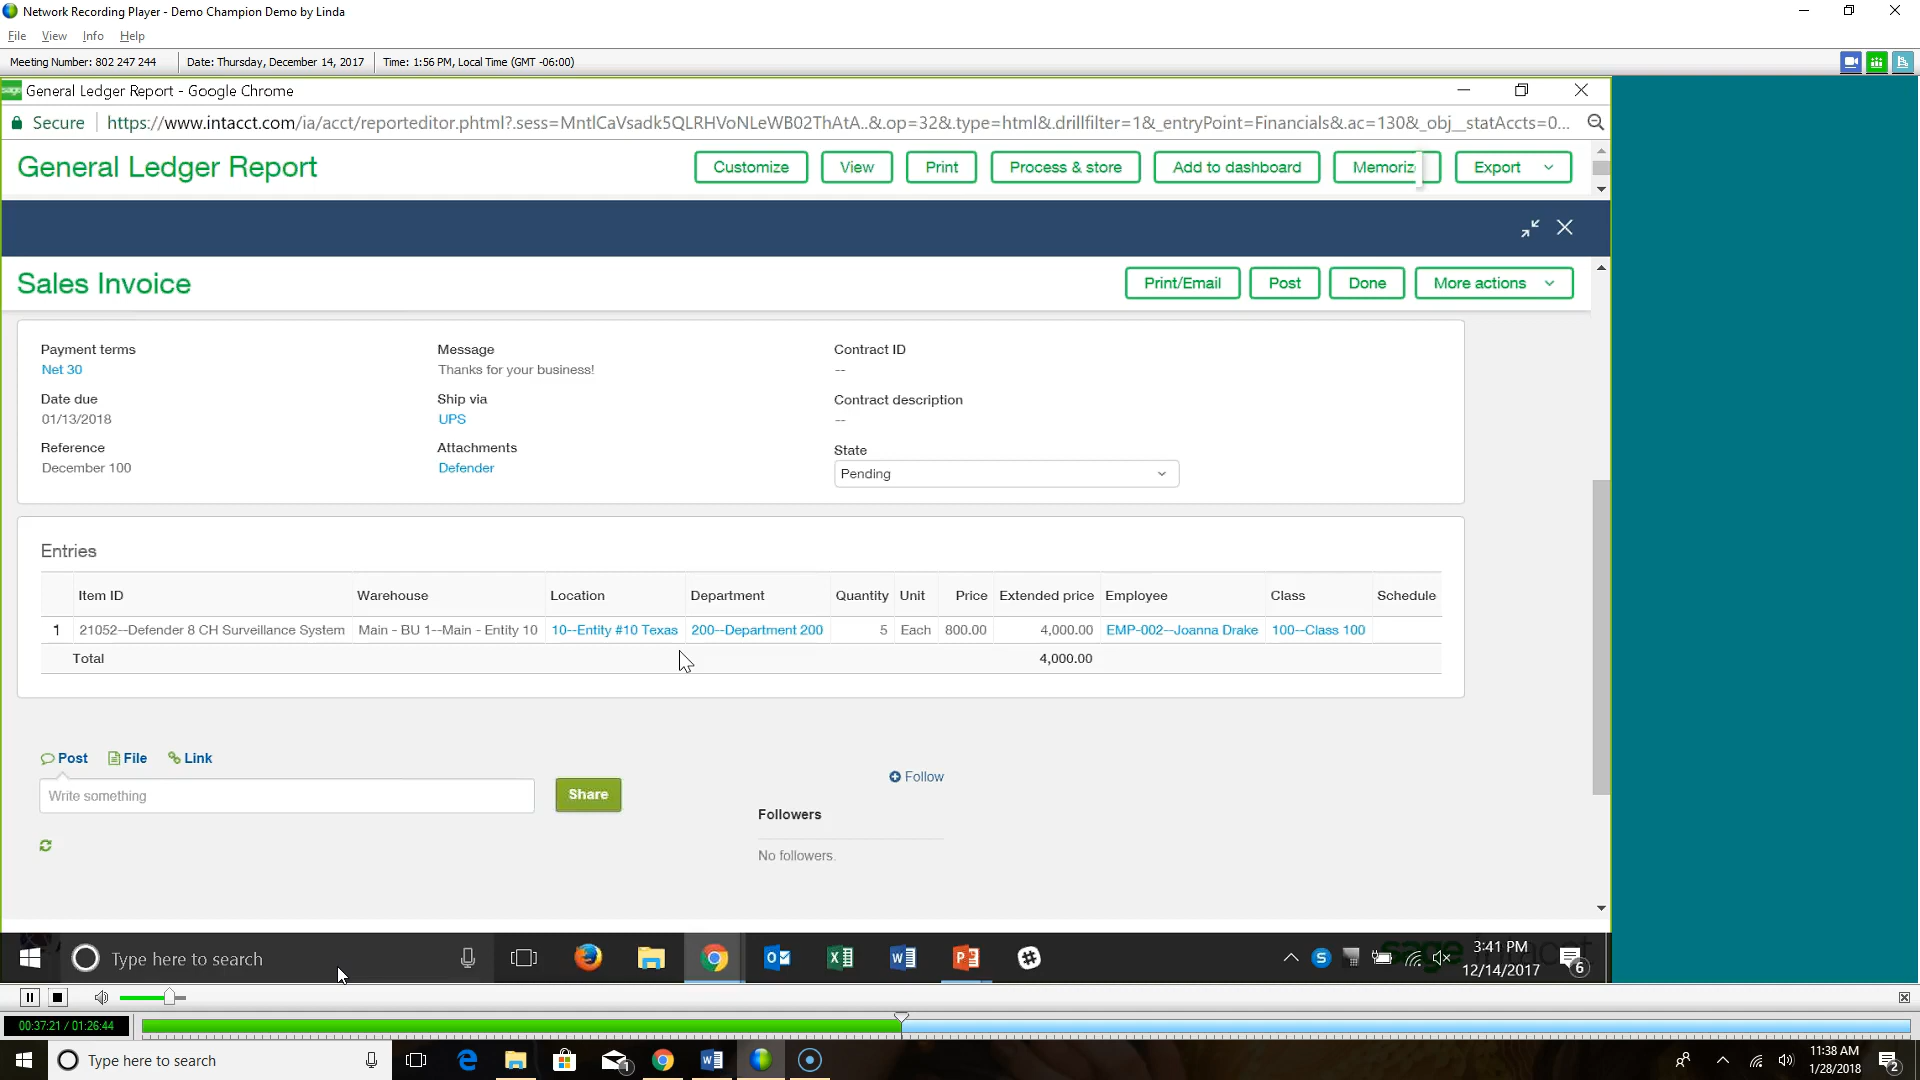 Network Recording Player - Demo Champion Demo by Linda
File View Info Help
Meeting Number: 802 247 244 Date: Thursday, December 14, 2017 Time: 1:56 PM, Local Time (GMT -06:00)
General Ledger Report - Google Chrome
Secure https://www.intacct.com/ia/acct/reporteditor.phtml?.sess=MntlCaVsadk5QLRHVoNLeWB02ThAtA..&.op=32&.type=html&.drillfilter=1&_entryPoint=Financials&.ac=130&_obj__statAccts=0...
General Ledger Report Customize View Print Process & store Add to dashboard Memoriz Export
Sales Invoice Print/Email Post Done More actions
Payment terms Message Contract ID
Net 30 Thanks for your business! --
Date due Ship via Contract description
01/13/2018 UPS --
Reference Attachments State
December 100 Defender Pending
Entries
Item ID Warehouse Location Department Quantity Unit Price Extended price Employee Class Schedule
1 21052--Defender 8 CH Surveillance System Main - BU 1--Main - Entity 10 10--Entity #10 Texas 200--Department 200 5 Each 800.00 4,000.00 EMP-002--Joanna Drake 100--Class 100
Total 4,000.00
Post File Link
Follow
Write something Share
Followers
No followers.
Type here to search 3:41 PM
12/14/2017 6
00:37:21 / 01:26:44
Type here to search 1 11:38 AM
1/28/2018 2